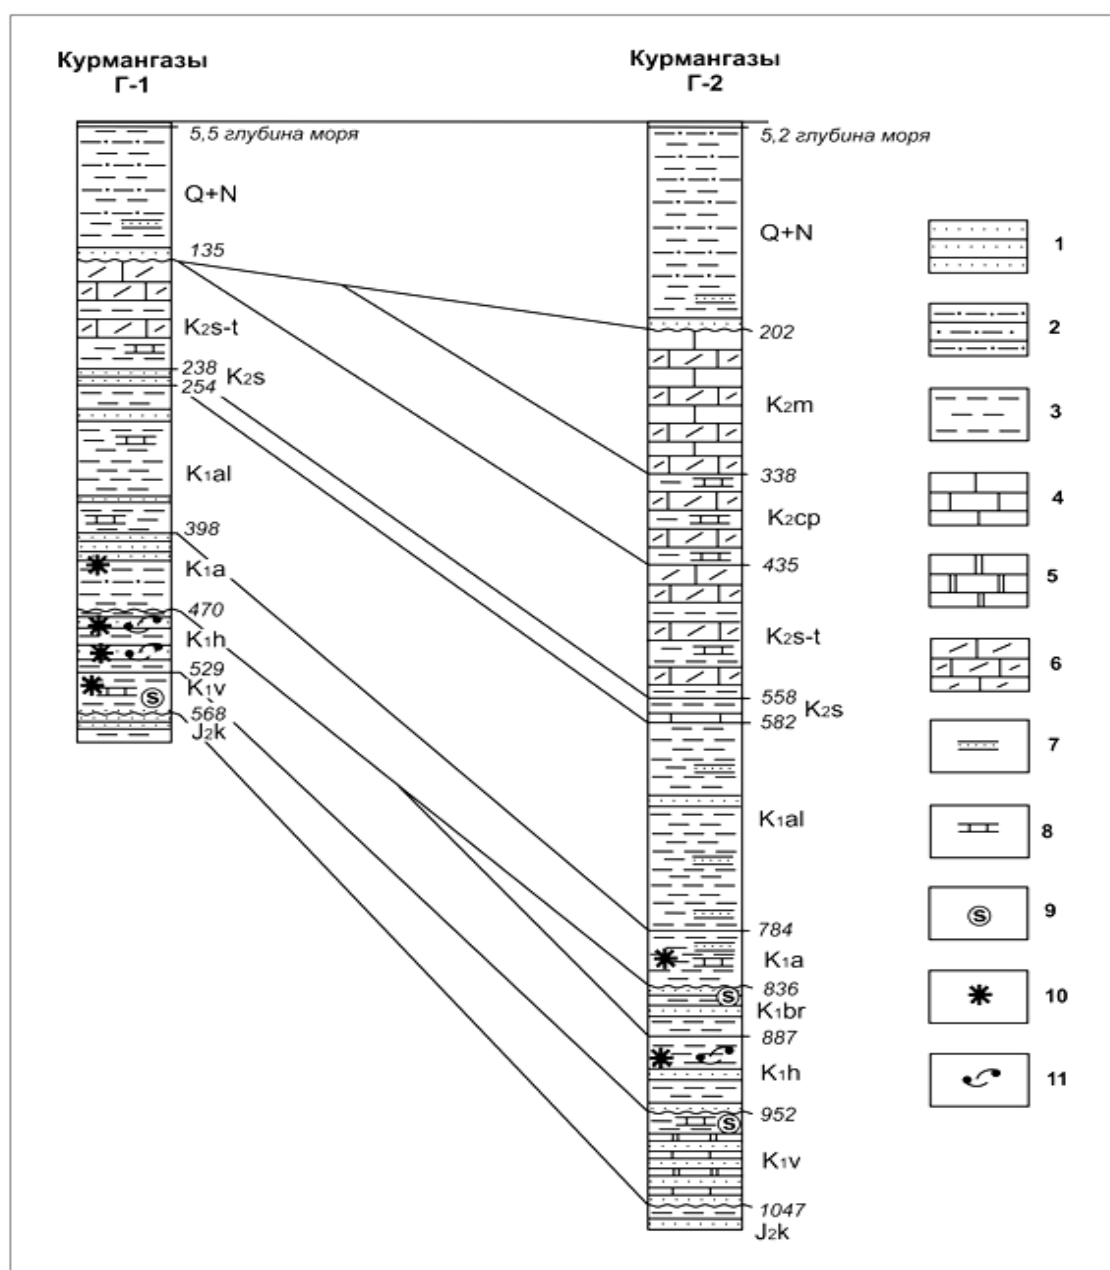 Курмангазы
Г-1
Курмангазы
Г-2
5,5 глубина моря
Q+N
135
K2s-t
238
K2s
254
K1al
398
K1a
470
K1h
529
K1v
S
568
J2k
5,2 глубина моря
Q+N
202
K2m
338
K2cp
435
K2s-t
558
K2s
582
K1al
784
K1a
836
S
K1br
887
K1h
952
S
K1v
1047
J2k
1
2
3
4
5
6
7
8
S 9
10
11